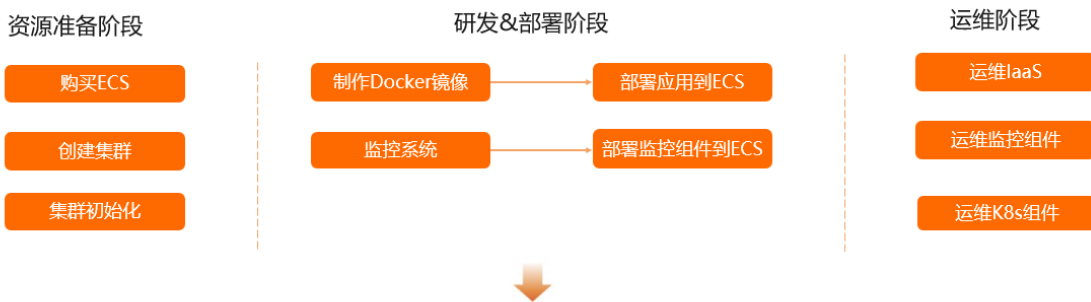 资源准备阶段
购买ECS
创建集群
集群初始化
研发&部署阶段
制作Docker镜像
部署应用到ECS
监控系统
部署监控组件到ECS
运维阶段
运维IaaS
运维监控组件
运维K8s组件